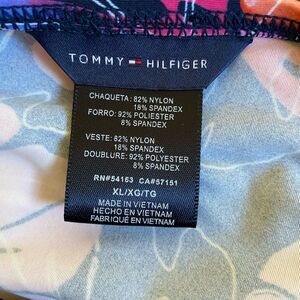 TOMMY HILFIGER
CHAQUETA: 82% NYLON
18% SPANDEX
FORRO: 92% POLIESTER
8% SPANDEX
VESTE: 82% NYLON
18% SPANDEX
DOUBLURE: 92% POLYESTER
8% SPANDEX
RN#54163 CA#57151
XL/XG/TG
MADE IN VIETNAM
HECHO EN VIETNAM
FABRIQUÉ EN VIETNAM